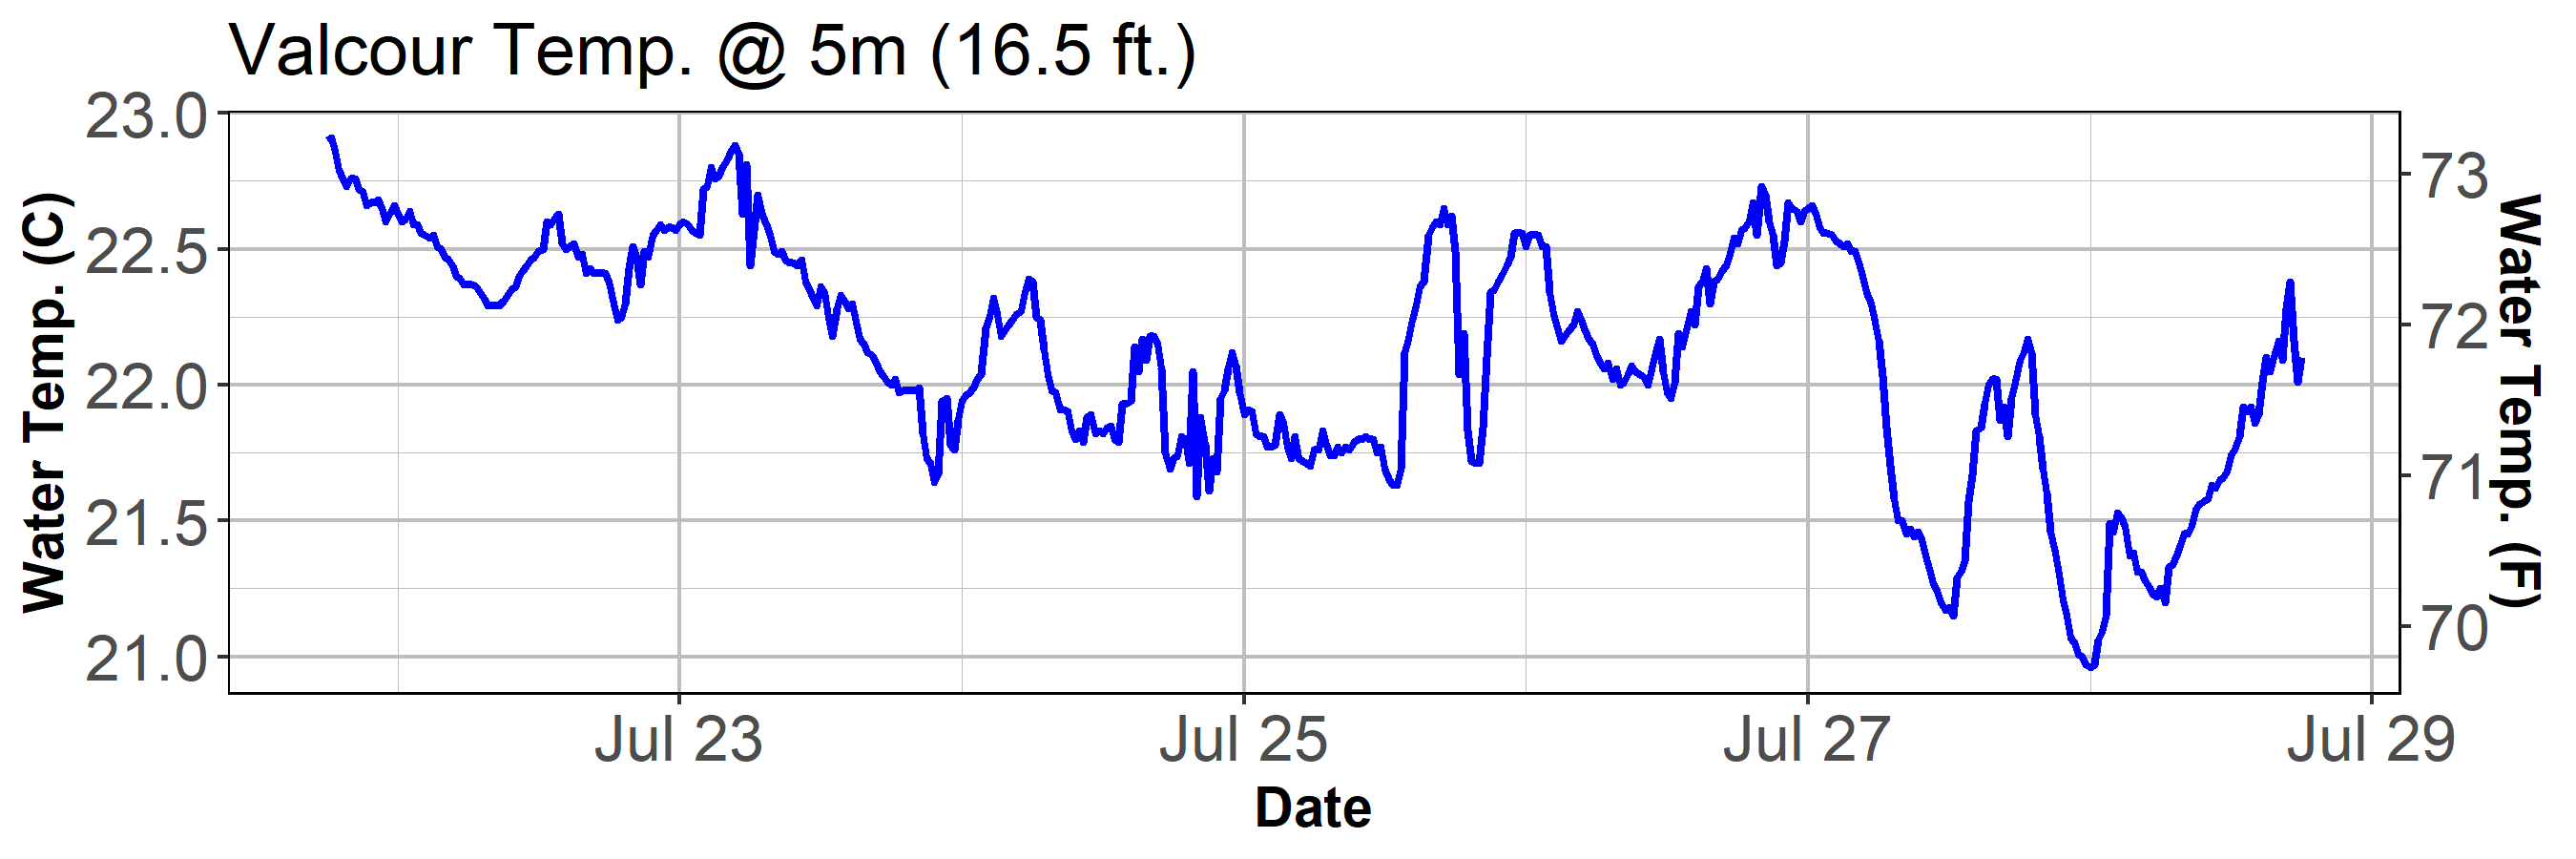 Valcour Temp. @ 5m (16.5 ft.)
23.0
22.5
22.0
21.5
21.0
Water Temp. (C)
73
72
71
70
Water Temp. (F)
Jul 23 Jul 25 Jul 27 Jul 29
Date